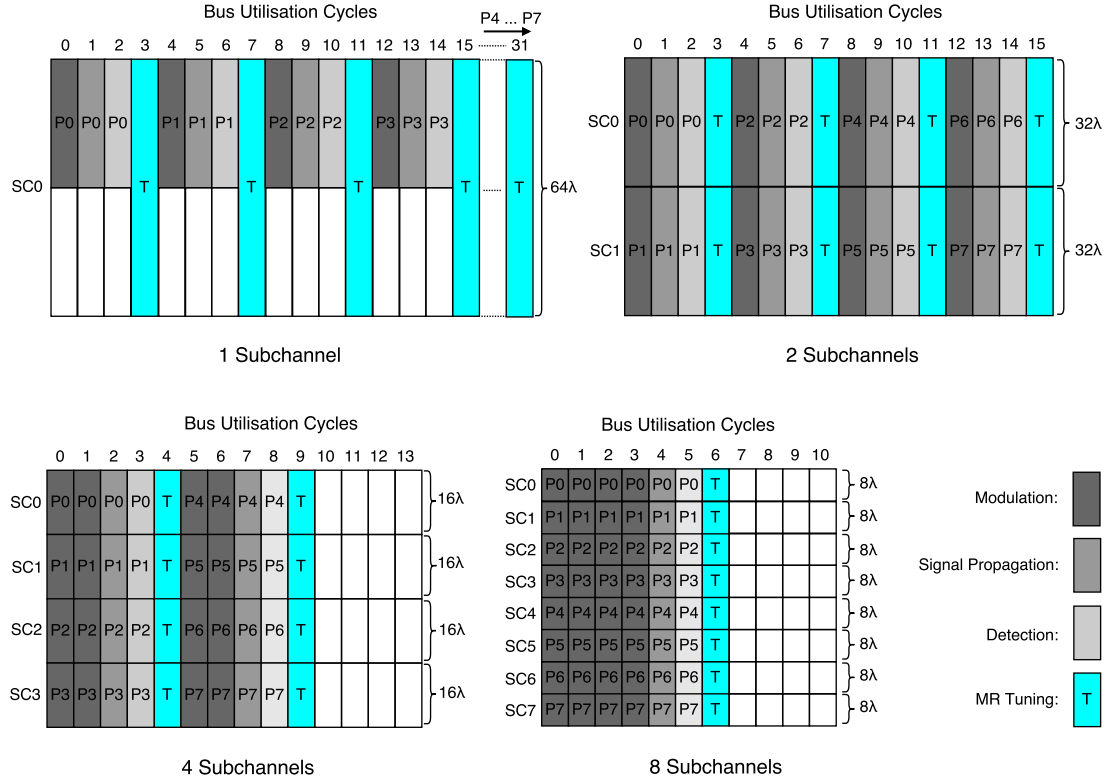 Bus Utilisation Cycles
P4 ... P7
0 1 2 3 4 5 6 7 8 9 10 11 12 13 14 15 31
P0 P0 P0 P1 P1 P1 P2 P2 P2 P3 P3 P3
SC0 T T T T T 64λ
1 Subchannel
Bus Utilisation Cycles
0 1 2 3 4 5 6 7 8 9 10 11 12 13 14 15
SC0 P0 P0 P0 T P2 P2 P2 T P4 P4 P4 T P6 P6 P6 T 32λ
SC1 P1 P1 P1 T P3 P3 P3 T P5 P5 P5 T P7 P7 P7 T 32λ
2 Subchannels
Bus Utilisation Cycles
0 1 2 3 4 5 6 7 8 9 10 11 12 13
SC0 P0 P0 P0 P0 T P4 P4 P4 P4 T 16λ
SC1 P1 P1 P1 P1 T P5 P5 P5 P5 T 16λ
SC2 P2 P2 P2 P2 T P6 P6 P6 P6 T 16λ
SC3 P3 P3 P3 P3 T P7 P7 P7 P7 T 16λ
4 Subchannels
Bus Utilisation Cycles
0 1 2 3 4 5 6 7 8 9 10
SC0 P0 P0 P0 P0 P0 P0 T 8λ
SC1 P1 P1 P1 P1 P1 P1 T 8λ
SC2 P2 P2 P2 P2 P2 P2 T 8λ
SC3 P3 P3 P3 P3 P3 P3 T 8λ
SC4 P4 P4 P4 P4 P4 P4 T 8λ
SC5 P5 P5 P5 P5 P5 P5 T 8λ
SC6 P6 P6 P6 P6 P6 P6 T 8λ
SC7 P7 P7 P7 P7 P7 P7 T 8λ
8 Subchannels
Modulation:
Signal Propagation:
Detection:
MR Tuning: T